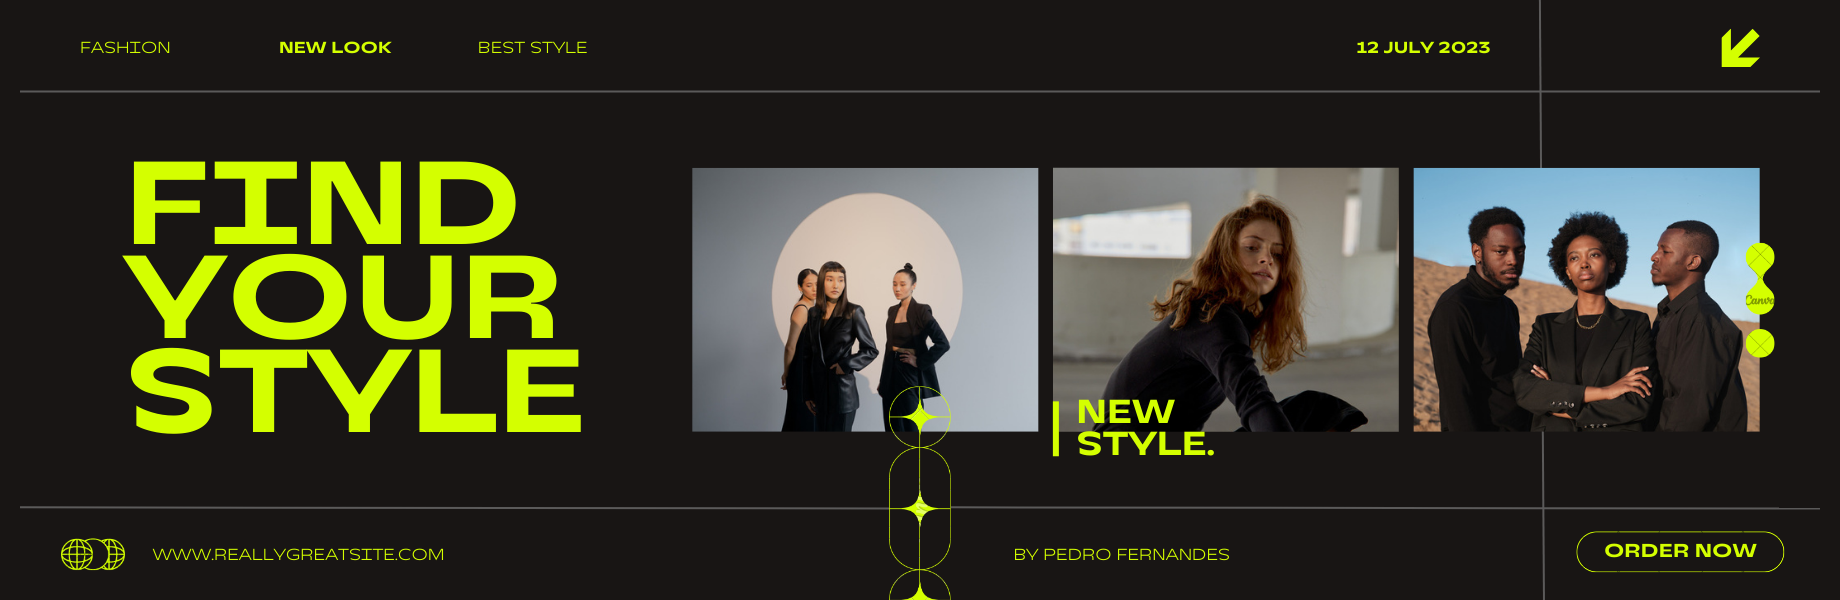 FASHION
NEW LOOK
BEST STYLE
12 JULY 2023
FIND
YOUR
STYLE
Canva
NEW
STYLE.
WWW.REALLYGREATSITE.COM
BY PEDRO FERNANDES
ORDER NOW